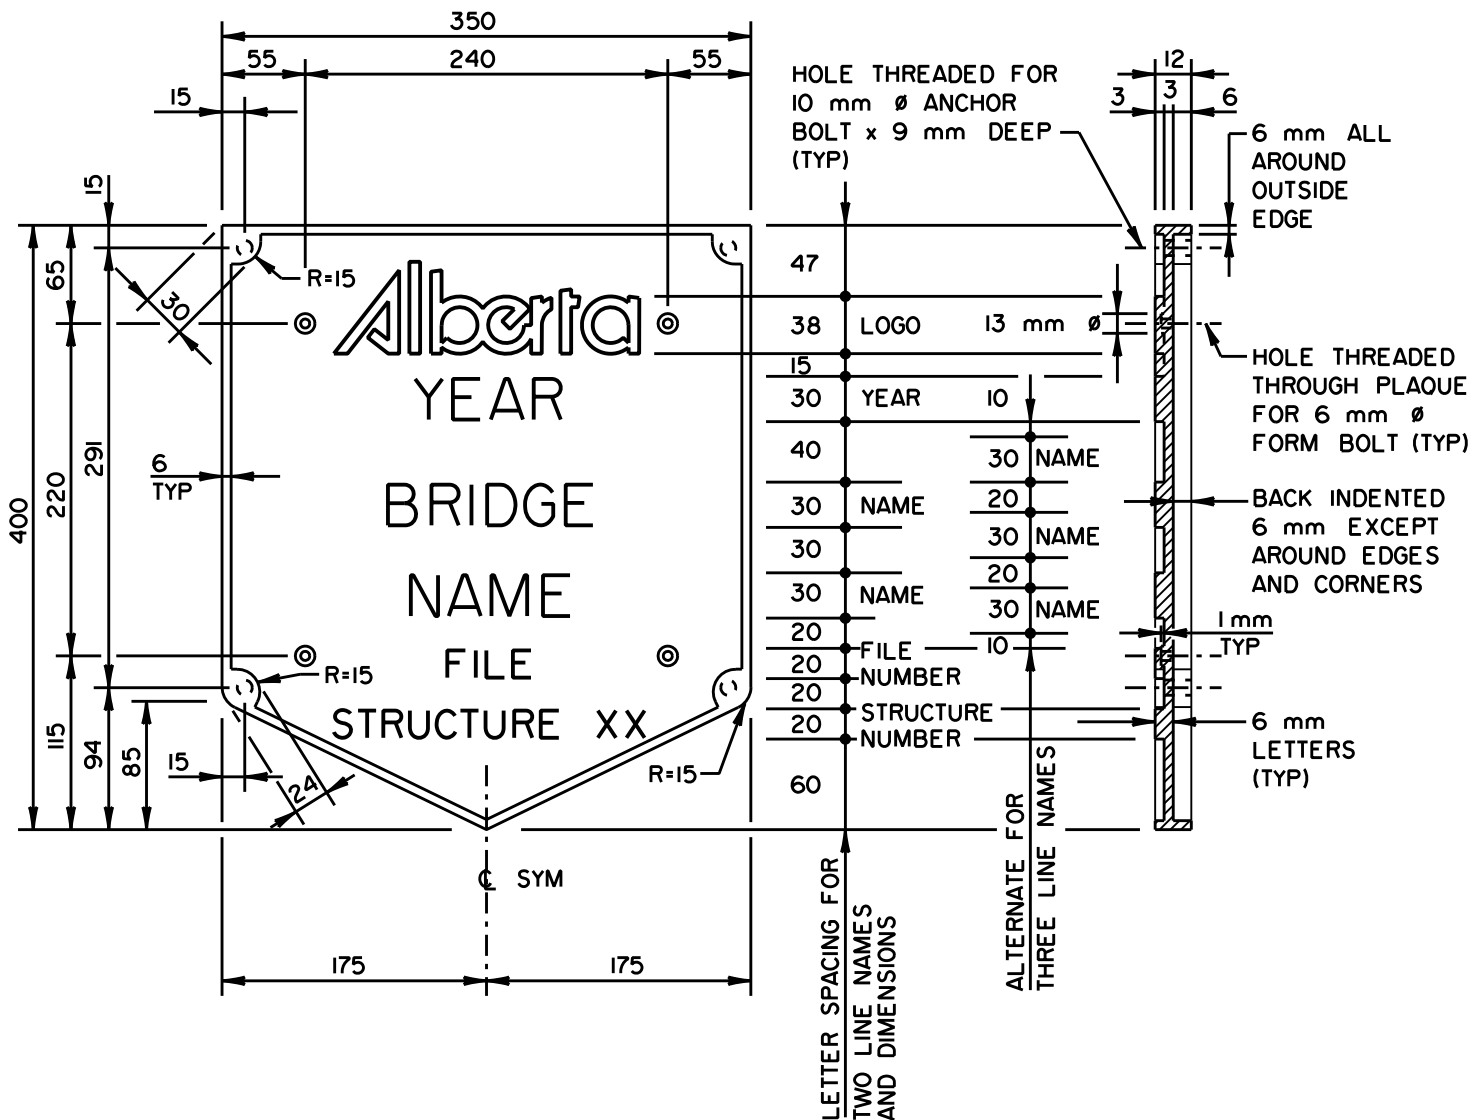 350
55
240
55
15
HOLE THREADED FOR
10 mm ø ANCHOR
BOLT x 9 mm DEEP
(TYP)
12
3
3
6
6 mm ALL
AROUND
OUTSIDE
EDGE
15
65
30
R=15
Alberta
47
38 LOGO 13 mm ø
15
30 YEAR 10
YEAR
HOLE THREADED
THROUGH PLAQUE
FOR 6 mm ø
FORM BOLT (TYP)
400
220
291
6
TYP
BRIDGE
NAME
40
30 NAME
30 NAME
20
30
30 NAME
20
30 NAME
30 NAME
20
10
BACK INDENTED
6 mm EXCEPT
AROUND EDGES
AND CORNERS
1 mm
TYP
FILE
R=15
STRUCTURE XX
FILE
20 NUMBER
20 STRUCTURE
20 NUMBER
60
6 mm
LETTERS
(TYP)
115
94
85
15
24
R=15
℄ SYM
175
175
LETTER SPACING FOR
TWO LINE NAMES
AND DIMENSIONS
ALTERNATE FOR
THREE LINE NAMES